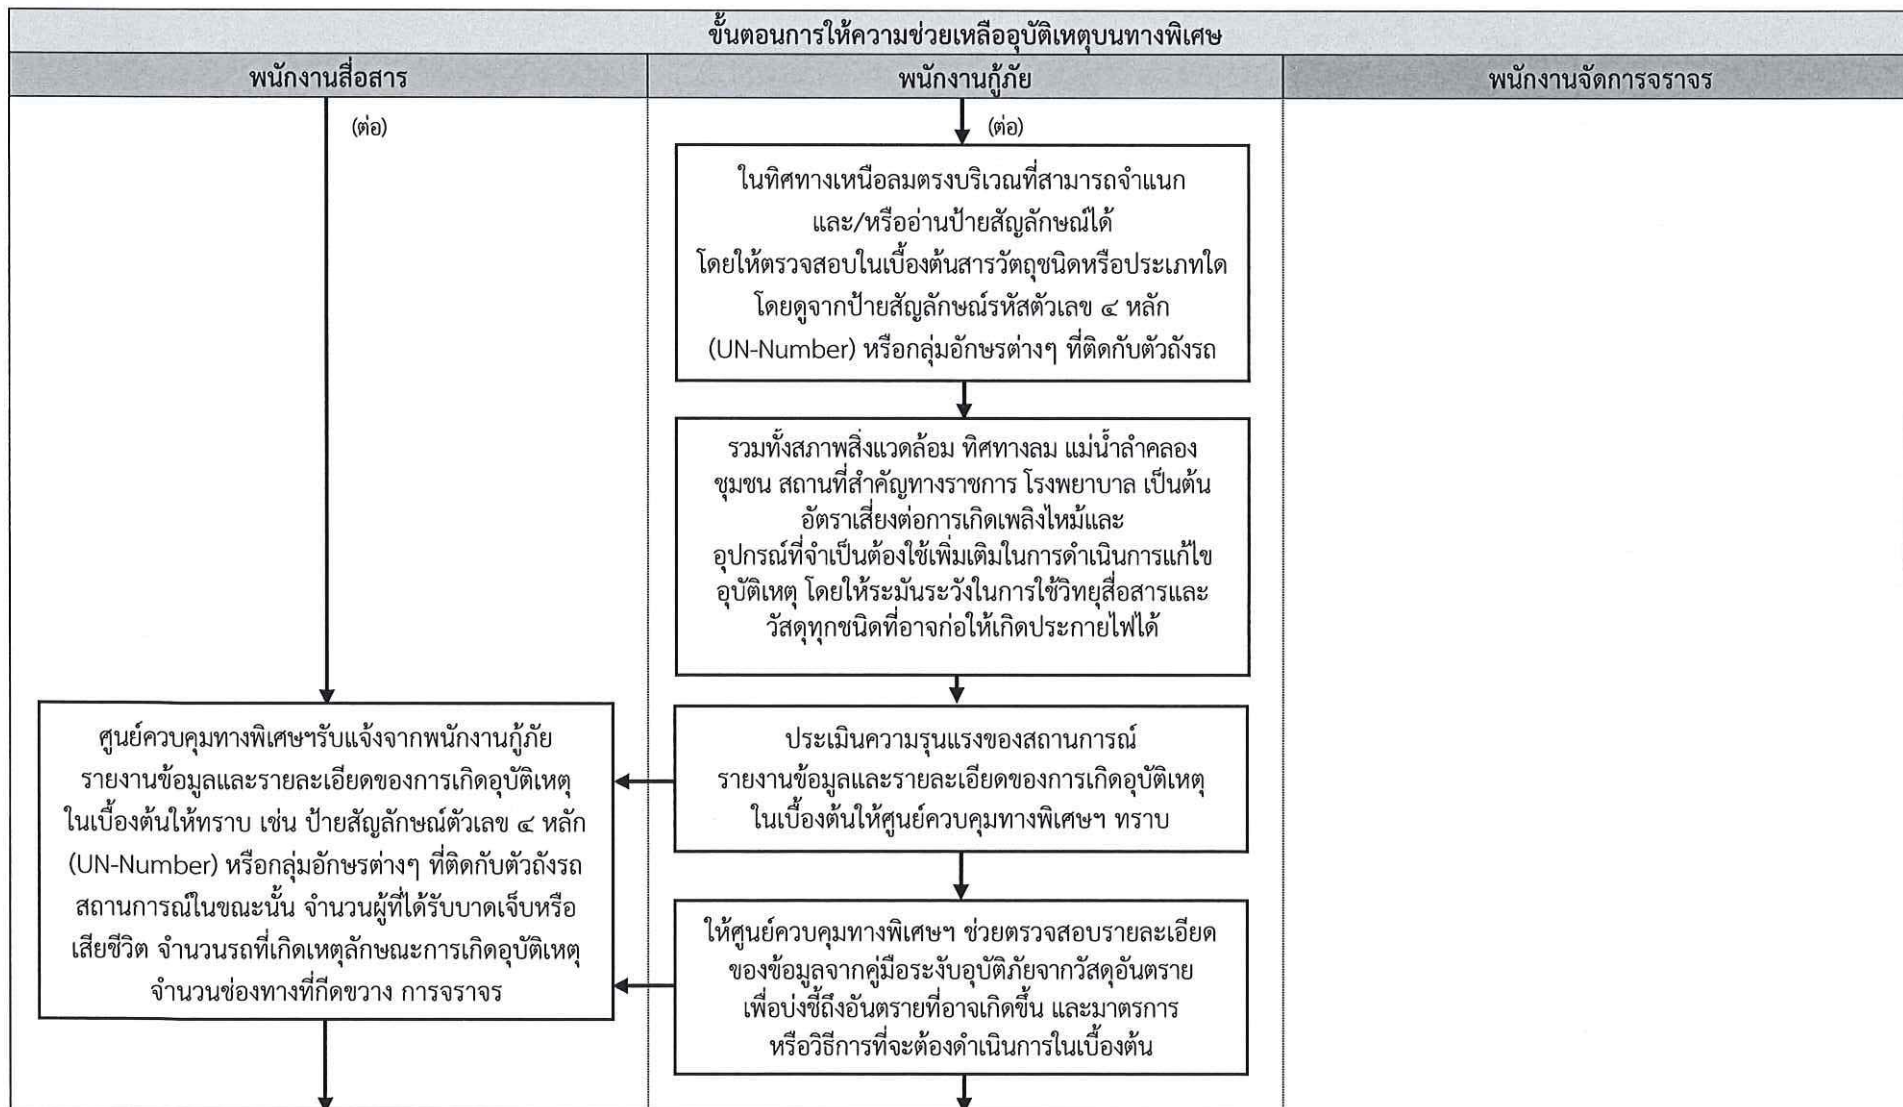 ขั้นตอนการให้ความช่วยเหลืออุบัติเหตุบนทางพิเศษ
พนักงานสื่อสาร
พนักงานกู้ภัย
พนักงานจัดการจราจร
(ต่อ)
(ต่อ)
ในทิศทางเหนือลมตรงบริเวณที่สามารถจำแนก
และ/หรืออ่านป้ายสัญลักษณ์ได้
โดยให้ตรวจสอบในเบื้องต้นสารวัตถุชนิดหรือประเภทใด
โดยดูจากป้ายสัญลักษณ์รหัสตัวเลข ๔ หลัก
(UN-Number) หรือกลุ่มอักษรต่างๆ ที่ติดกับตัวถังรถ
รวมทั้งสภาพสิ่งแวดล้อม ทิศทางลม แม่น้ำลำคลอง
ชุมชน สถานที่สำคัญทางราชการ โรงพยาบาล เป็นต้น
อัตราเสี่ยงต่อการเกิดเพลิงไหม้และ
อุปกรณ์ที่จำเป็นต้องใช้เพิ่มเติมในการดำเนินการแก้ไข
อุบัติเหตุ โดยให้ระมันระวังในการใช้วิทยุสื่อสารและ
วัสดุทุกชนิดที่อาจก่อให้เกิดประกายไฟได้
ศูนย์ควบคุมทางพิเศษฯรับแจ้งจากพนักงานกู้ภัย
รายงานข้อมูลและรายละเอียดของการเกิดอุบัติเหตุ
ในเบื้องต้นให้ทราบ เช่น ป้ายสัญลักษณ์ตัวเลข ๔ หลัก
(UN-Number) หรือกลุ่มอักษรต่างๆ ที่ติดกับตัวถังรถ
สถานการณ์ในขณะนั้น จำนวนผู้ที่ได้รับบาดเจ็บหรือ
เสียชีวิต จำนวนรถที่เกิดเหตุลักษณะการเกิดอุบัติเหตุ
จำนวนช่องทางที่กีดขวาง การจราจร
ประเมินความรุนแรงของสถานการณ์
รายงานข้อมูลและรายละเอียดของการเกิดอุบัติเหตุ
ในเบื้องต้นให้ศูนย์ควบคุมทางพิเศษฯ ทราบ
ให้ศูนย์ควบคุมทางพิเศษฯ ช่วยตรวจสอบรายละเอียด
ของข้อมูลจากคู่มือระงับอุบัติภัยจากวัสดุอันตราย
เพื่อบ่งชี้ถึงอันตรายที่อาจเกิดขึ้น และมาตรการ
หรือวิธีการที่จะต้องดำเนินการในเบื้องต้น